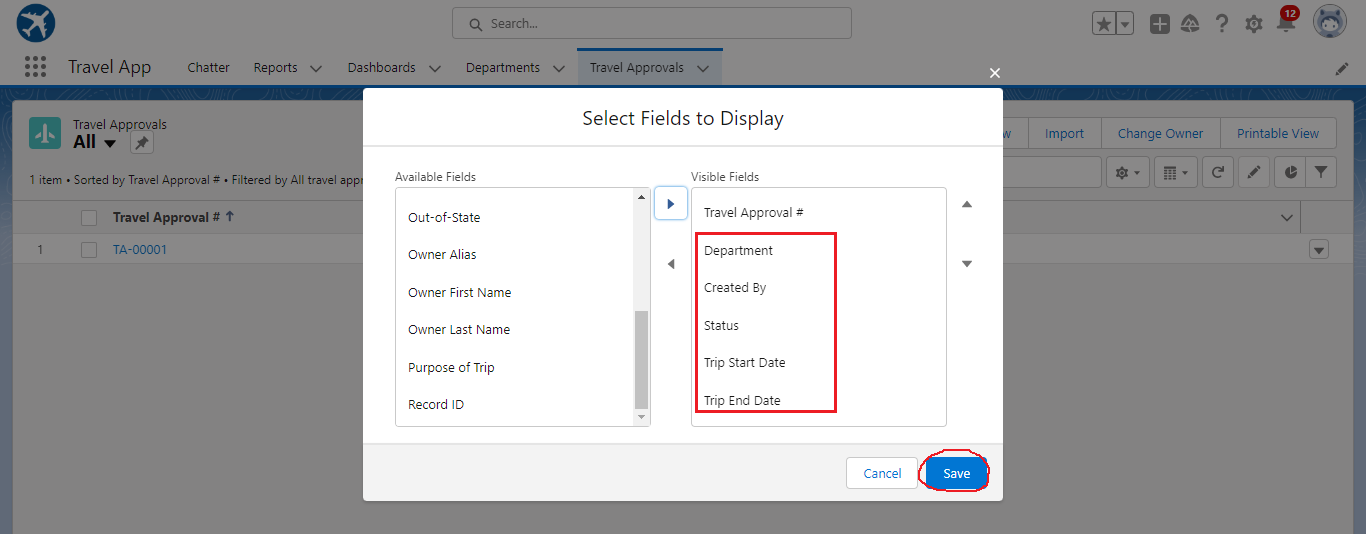 Search...
12
Travel App
Chatter
Reports
Dashboards
Departments
Travel Approvals
Travel Approvals
All
Import
Change Owner
Printable View
1 item • Sorted by Travel Approval # • Filtered by All travel
Travel Approval #
1
TA-00001
Select Fields to Display
Available Fields
Out-of-State
Owner Alias
Owner First Name
Owner Last Name
Purpose of Trip
Record ID
Visible Fields
Travel Approval #
Department
Created By
Status
Trip Start Date
Trip End Date
Cancel
Save